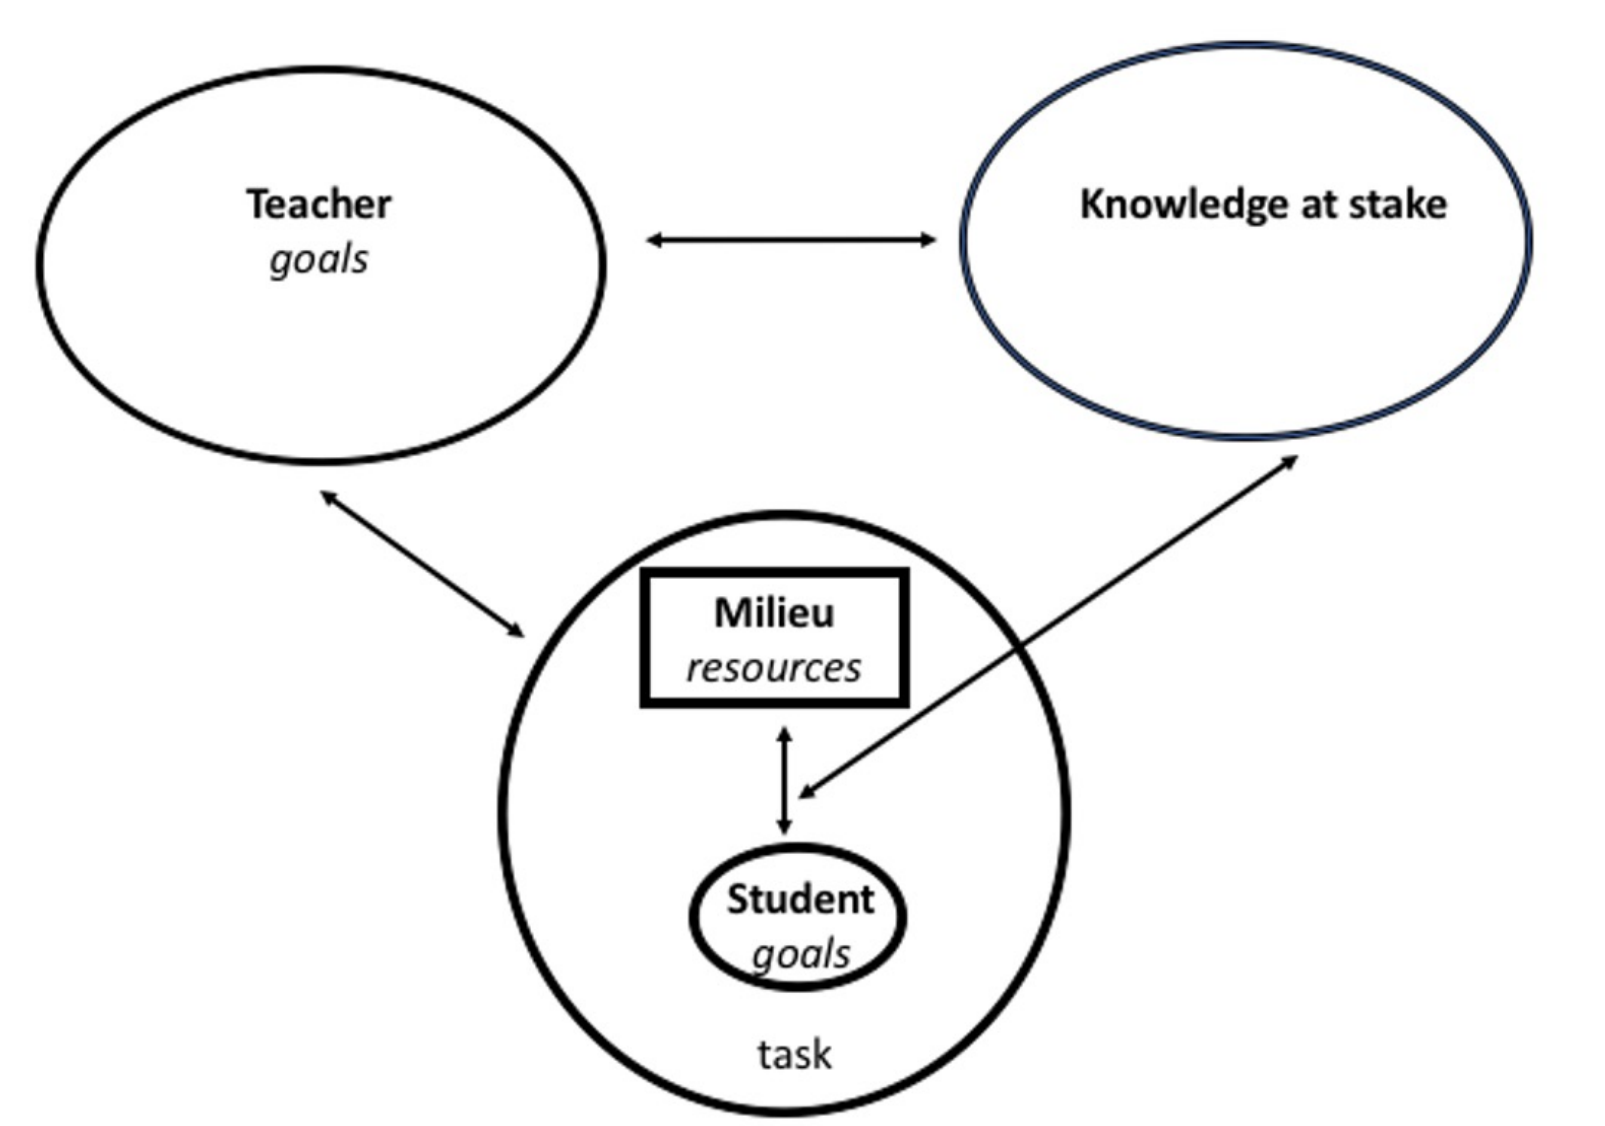 Teacher
goals
Knowledge at stake
Milieu
resources
Student
goals
task